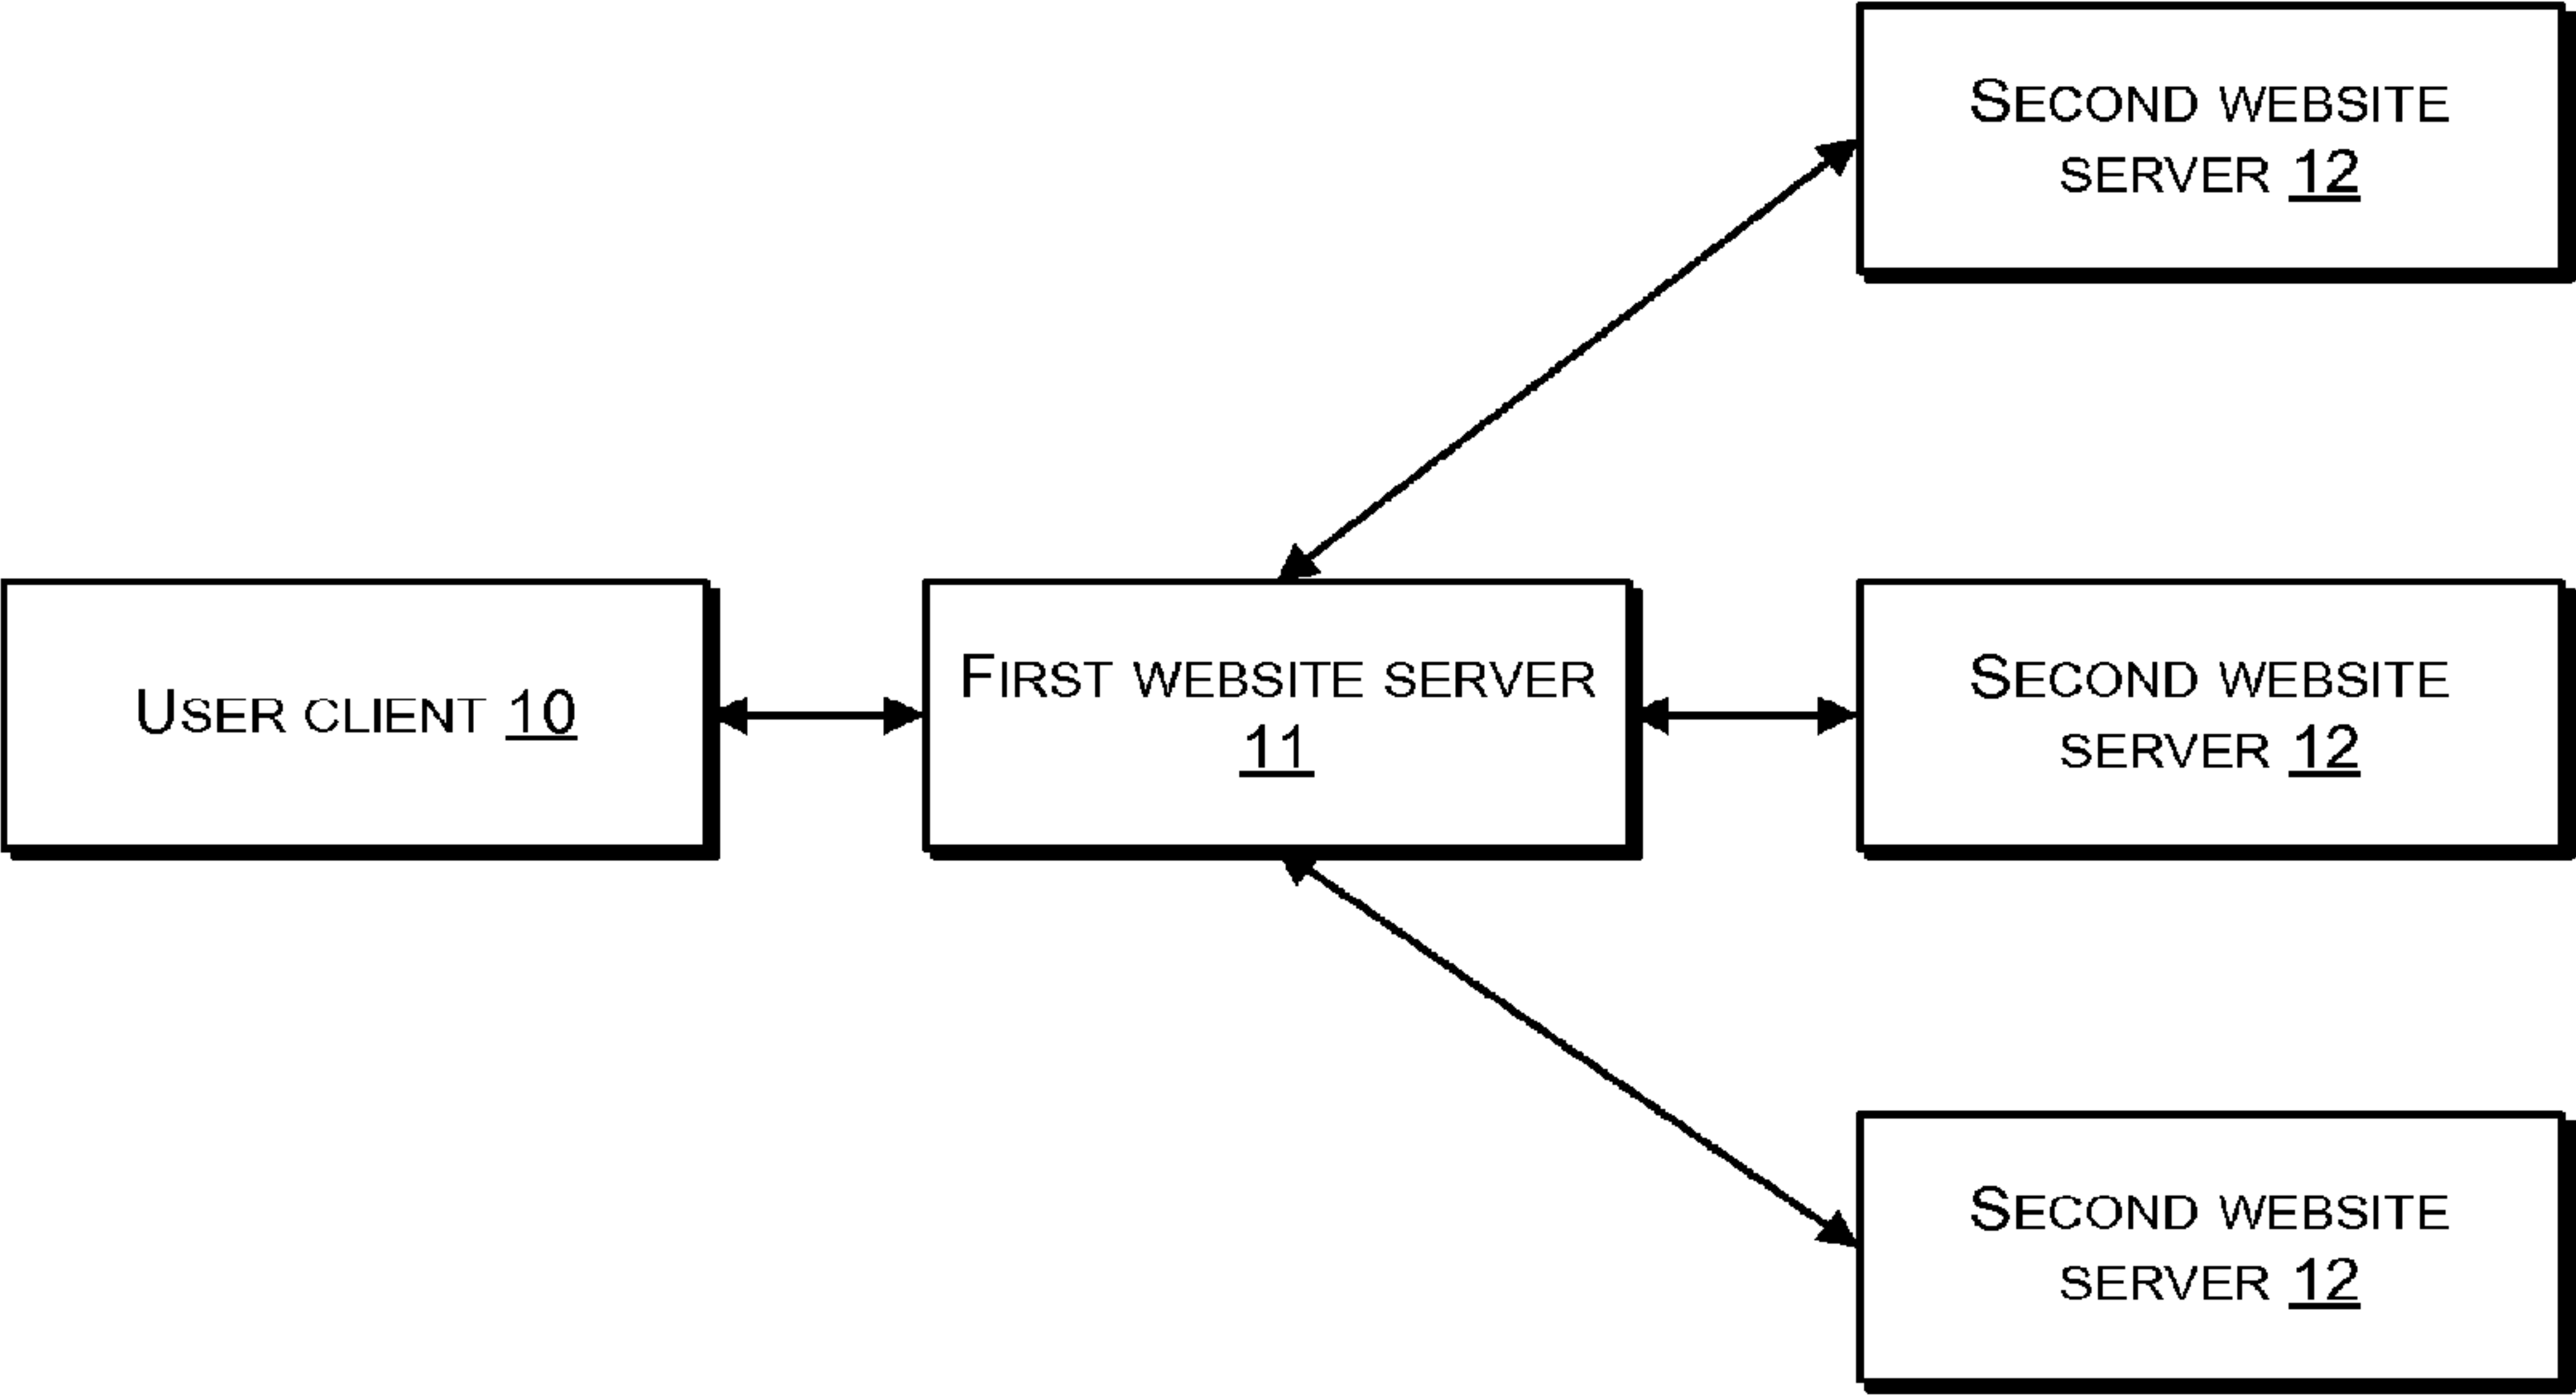 SECOND WEBSITE
SERVER 12
USER CLIENT 10
FIRST WEBSITE SERVER
11
SECOND WEBSITE
SERVER 12
SECOND WEBSITE
SERVER 12